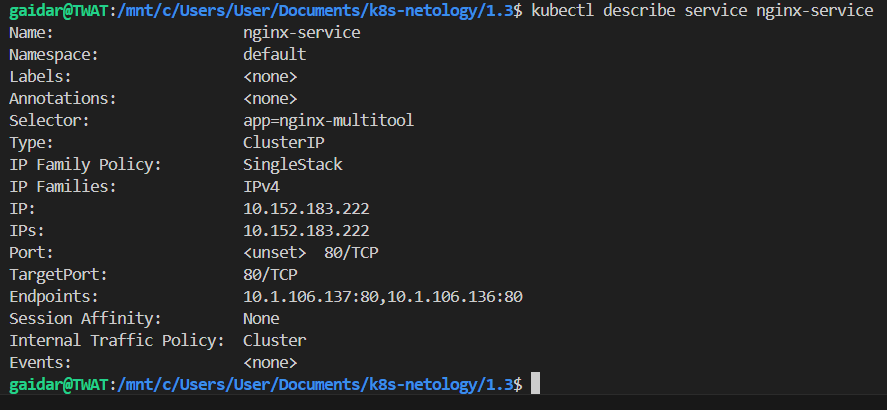 gaidar@TWAT:/mnt/c/Users/User/Documents/k8s-netology/1.3$ kubectl describe service nginx-service
Name:                     nginx-service
Namespace:                default
Labels:                   <none>
Annotations:              <none>
Selector:                 app=nginx-multitool
Type:                     ClusterIP
IP Family Policy:         SingleStack
IP Families:              IPv4
IP:                       10.152.183.222
IPs:                      10.152.183.222
Port:                     <unset>  80/TCP
TargetPort:               80/TCP
Endpoints:                10.1.106.137:80,10.1.106.136:80
Session Affinity:         None
Internal Traffic Policy:  Cluster
Events:                   <none>
gaidar@TWAT:/mnt/c/Users/User/Documents/k8s-netology/1.3$